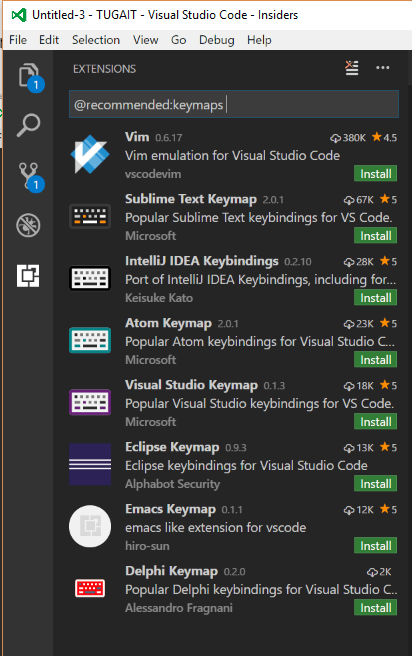 Untitled-3 - TUGAIT - Visual Studio Code - Insiders
File Edit Selection View Go Debug Help
EXTENSIONS
@recommended:keymaps
1
1
Vim 0.6.17 380K 4.5
Vim emulation for Visual Studio Code
vscodevim Install
Sublime Text Keymap 2.0.1 67K 5
Popular Sublime Text keybindings for VS Code.
Microsoft Install
IntelliJ IDEA Keybindings 0.2.10 28K 5
Port of IntelliJ IDEA Keybindings, including for...
Keisuke Kato Install
Atom Keymap 2.0.1 23K 5
Popular Atom keybindings for Visual Studio C...
Microsoft Install
Visual Studio Keymap 0.1.3 18K 5
Popular Visual Studio keybindings for VS Code.
Microsoft Install
Eclipse Keymap 0.9.3 13K 5
Eclipse keybindings for Visual Studio Code
Alphabot Security Install
Emacs Keymap 0.1.1 12K 5
emacs like extension for vscode
hiro-sun Install
Delphi Keymap 0.2.0 2K
Popular Delphi keybindings for Visual Studio C...
Alessandro Fragnani Install